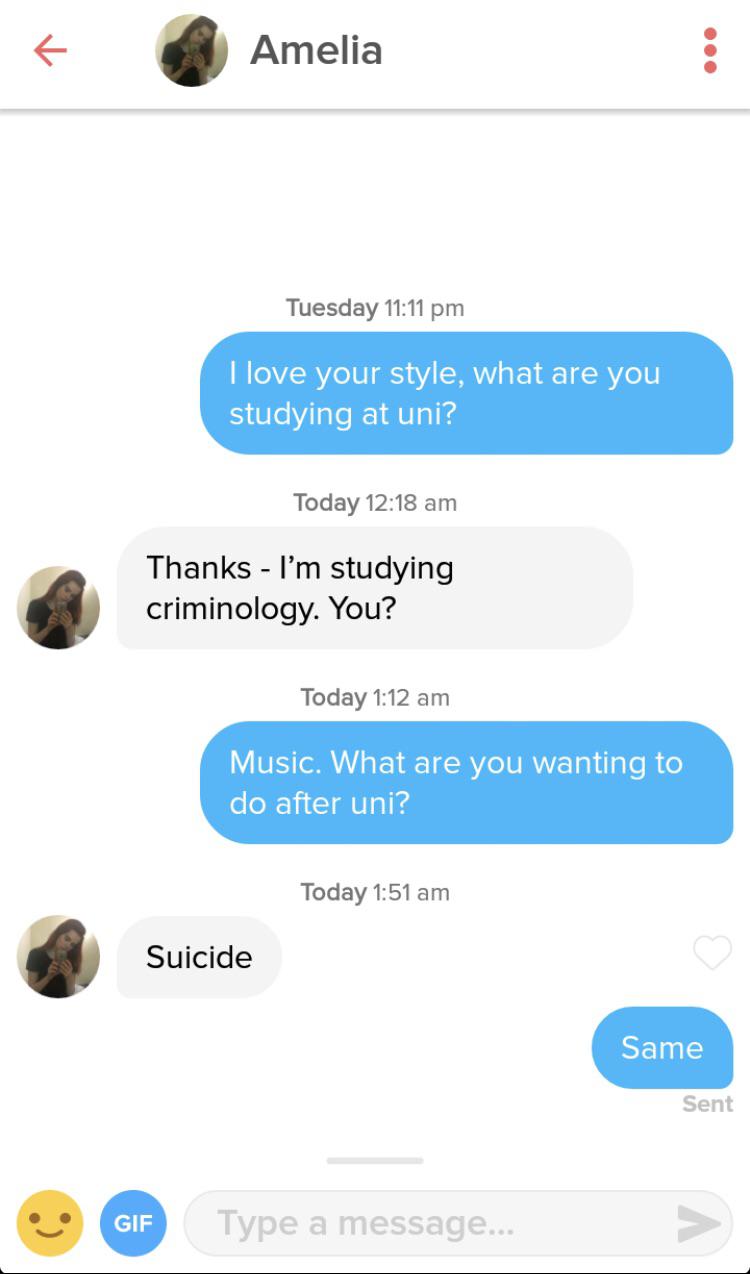 Amelia
Tuesday 11:11 pm
I love your style, what are you
studying at uni?
Today 12:18 am
Thanks - I’m studying
criminology. You?
Today 1:12 am
Music. What are you wanting to
do after uni?
Today 1:51 am
Suicide
Same
Sent
GIF
Type a message...